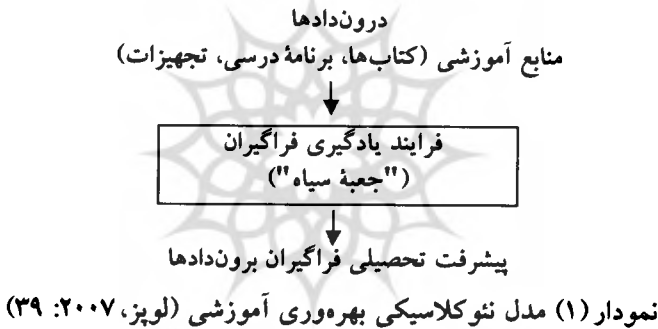 درون‌دادها
منابع آموزشی (کتاب‌ها، برنامهٔ درسی، تجهیزات)
فرایند یادگیری فراگیران
("جعبهٔ سیاه")
پیشرفت تحصیلی فراگیران برون‌دادها
نمودار (۱) مدل نئوکلاسیکی بهره‌وری آموزشی (لوپز، ۲۰۰۷: ۳۹)